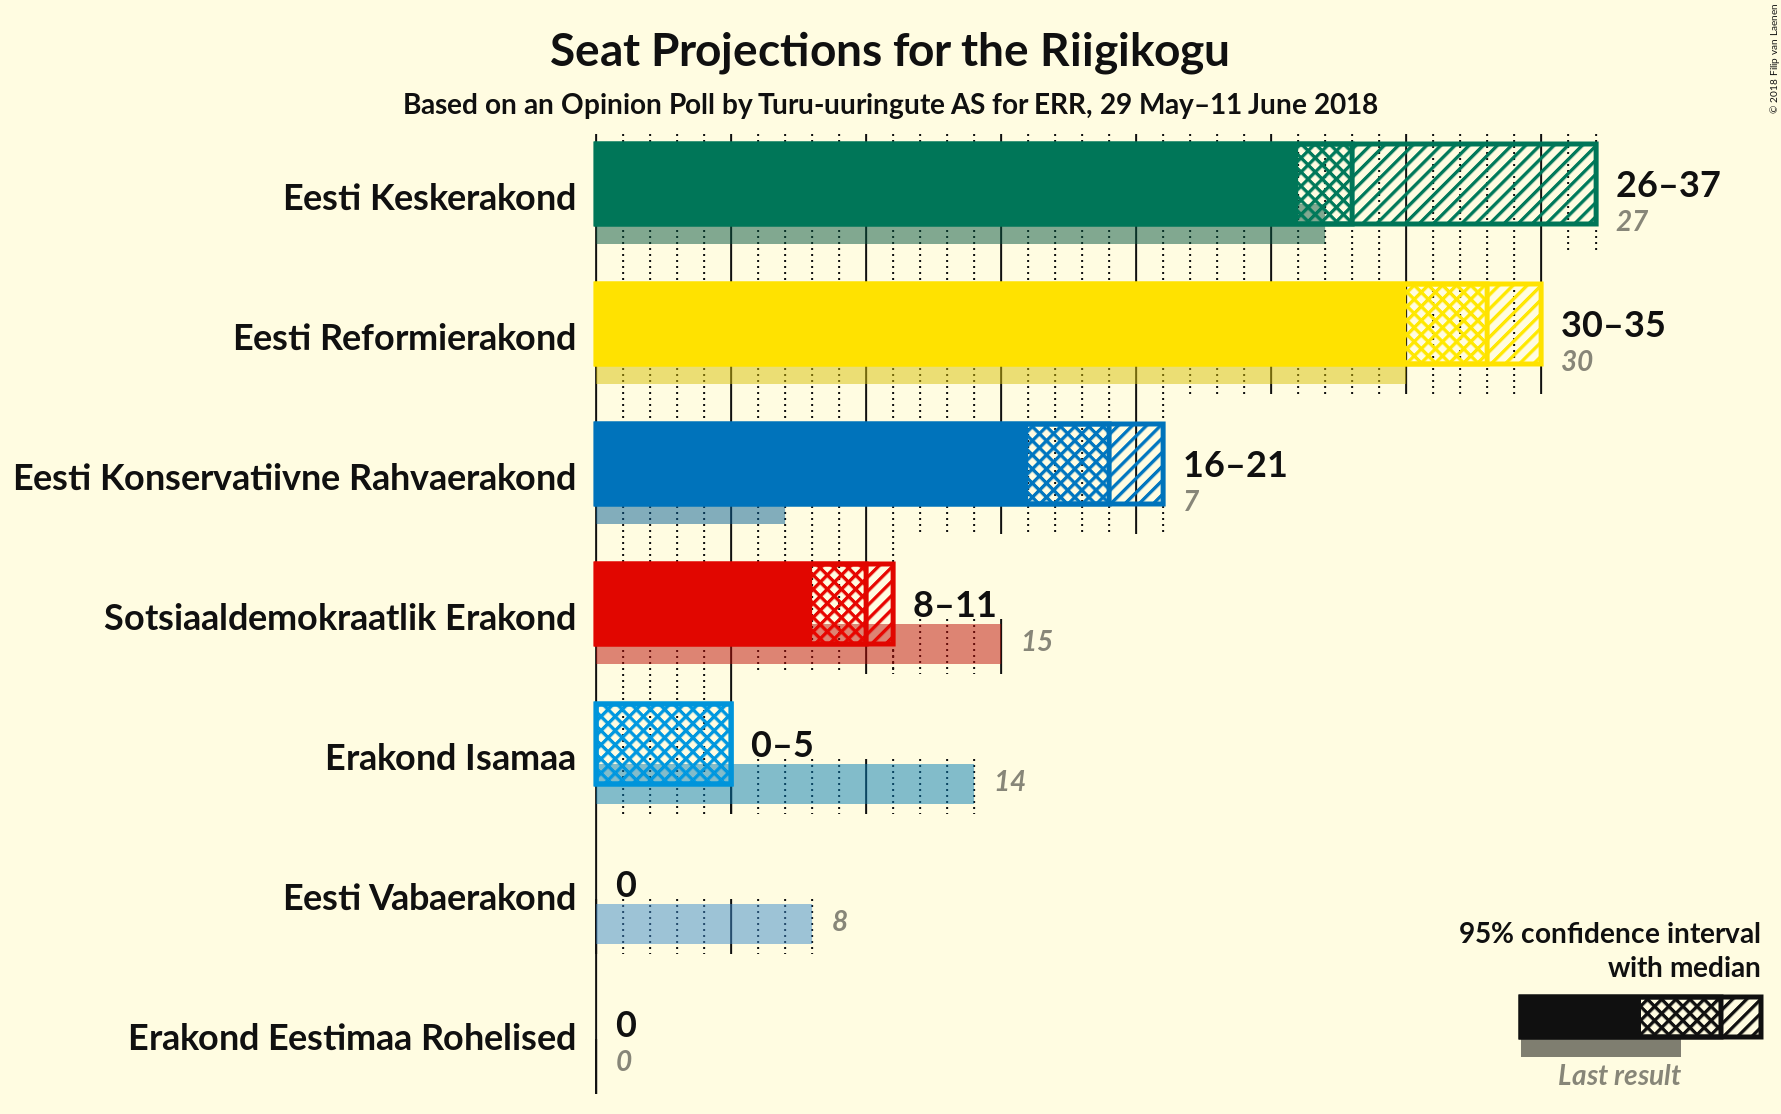 Seat Projections for the Riigikogu
Based on an Opinion Poll by Turu-uuringute AS for ERR, 29 May–11 June 2018
© 2018 Filip van Laenen
Eesti Keskerakond
26–37
27
Eesti Reformierakond
30–35
30
Eesti Konservatiivne Rahvaerakond
16–21
7
Sotsiaaldemokraatlik Erakond
8–11
15
Erakond Isamaa
0–5
14
Eesti Vabaerakond
0
8
Erakond Eestimaa Rohelised
0
0
95% confidence interval
with median
Last result